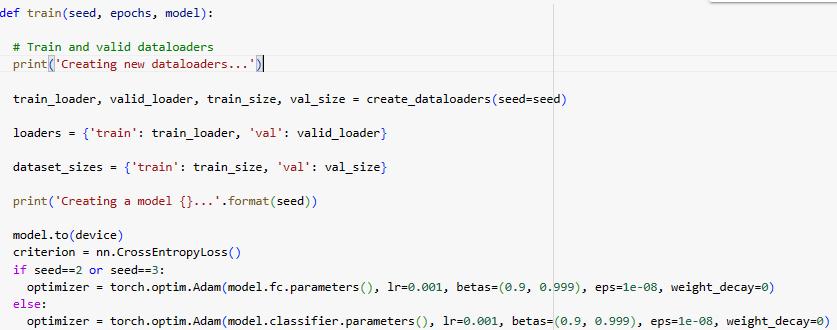 def train(seed, epochs, model):
# Train and valid dataloaders
print('Creating new dataloaders...')
train_loader, valid_loader, train_size, val_size = create_dataloaders(seed=seed)
loaders = {'train': train_loader, 'val': valid_loader}
dataset_sizes = {'train': train_size, 'val': val_size}
print('Creating a model {}...'.format(seed))
model.to(device)
criterion = nn.CrossEntropyLoss()
if seed==2 or seed==3:
optimizer = torch.optim.Adam(model.fc.parameters(), lr=0.001, betas=(0.9, 0.999), eps=1e-08, weight_decay=0)
else:
optimizer = torch.optim.Adam(model.classifier.parameters(), lr=0.001, betas=(0.9, 0.999), eps=1e-08, weight_decay=0)